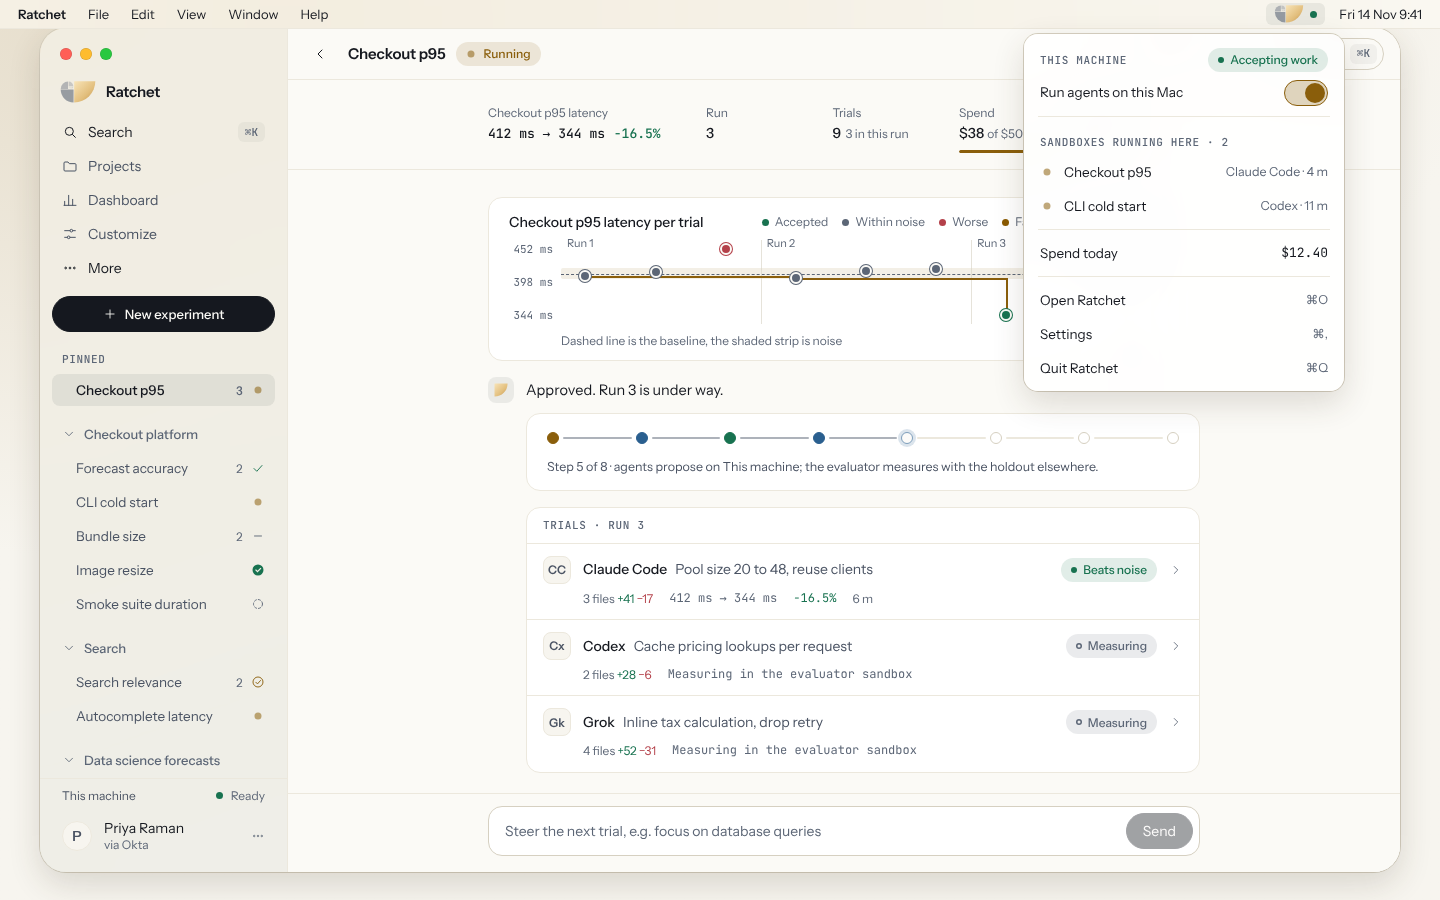 Ratchet File Edit View Window Help
Fri 14 Nov 9:41
Ratchet
Search ⌘K
Projects
Dashboard
Customize
More
New experiment
PINNED
Checkout p95 3
Checkout platform
Forecast accuracy 2
CLI cold start
Bundle size 2
Image resize
Smoke suite duration
Search
Search relevance 2
Autocomplete latency
Data science forecasts
This machine Ready
P Priya Raman
via Okta
Checkout p95 Running
⌘K
Checkout p95 latency
412 ms → 344 ms -16.5%
Run
3
Trials
9 3 in this run
Spend
$38 of $50
Checkout p95 latency per trial
Accepted Within noise Worse
452 ms
398 ms
344 ms
Run 1 Run 2 Run 3
Dashed line is the baseline, the shaded strip is noise
Approved. Run 3 is under way.
Step 5 of 8 · agents propose on This machine; the evaluator measures with the holdout elsewhere.
TRIALS · RUN 3
CC Claude Code Pool size 20 to 48, reuse clients Beats noise
3 files +41 −17 412 ms → 344 ms -16.5% 6 m
Cx Codex Cache pricing lookups per request Measuring
2 files +28 −6 Measuring in the evaluator sandbox
Gk Grok Inline tax calculation, drop retry Measuring
4 files +52 −31 Measuring in the evaluator sandbox
Steer the next trial, e.g. focus on database queries Send
THIS MACHINE Accepting work
Run agents on this Mac
SANDBOXES RUNNING HERE · 2
Checkout p95 Claude Code · 4 m
CLI cold start Codex · 11 m
Spend today $12.40
Open Ratchet ⌘O
Settings ⌘,
Quit Ratchet ⌘Q